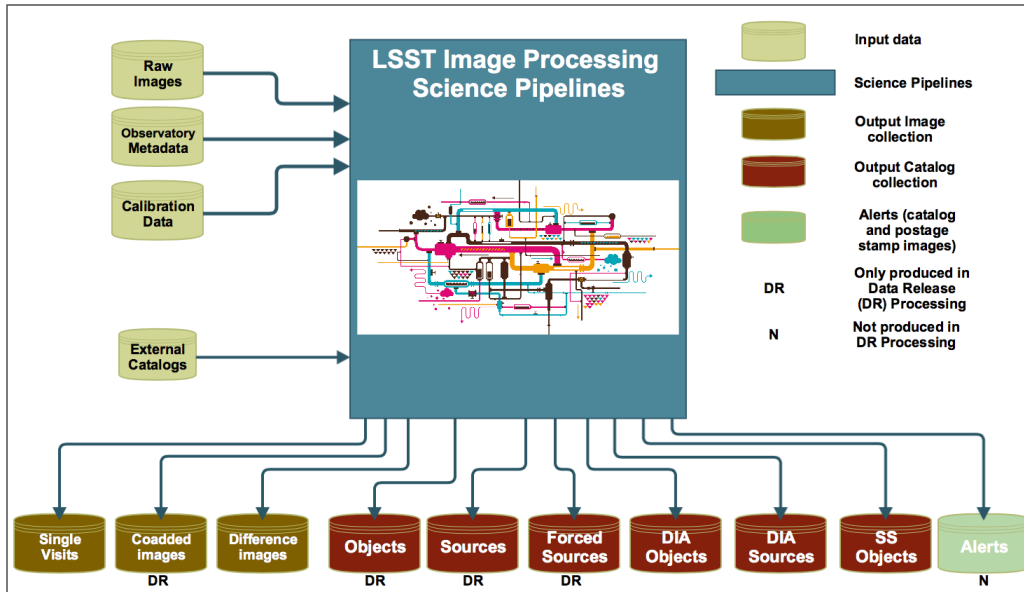 LSST Image Processing
Science Pipelines
Raw
Images
Observatory
Metadata
Calibration
Data
External
Catalogs
Input data
Science Pipelines
Output Image
collection
Output Catalog
collection
Alerts (catalog
and postage
stamp images)
DR
Only produced in
Data Release
(DR) Processing
N
Not produced in
DR Processing
Single
Visits
Coadded
images
DR
Difference
images
Objects
DR
Sources
DR
Forced
Sources
DR
DIA
Objects
DIA
Sources
SS
Objects
Alerts
N